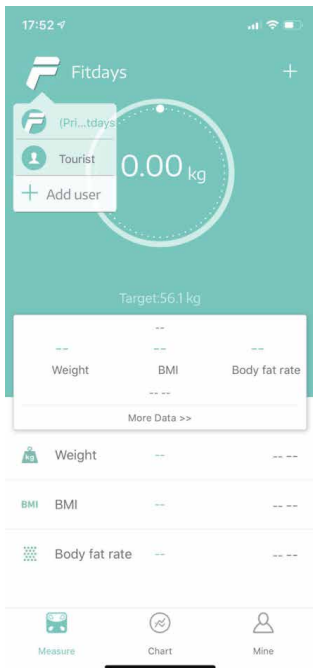 17:52
Fitdays
+
(Pri...tdays
Tourist
+ Add user
0.00 kg
Target:56.1 kg
--
-- -- --
Weight BMI Body fat rate
-- --
More Data >>
kg Weight -- -- --
BMI BMI -- -- --
Body fat rate -- -- --
Measure Chart Mine